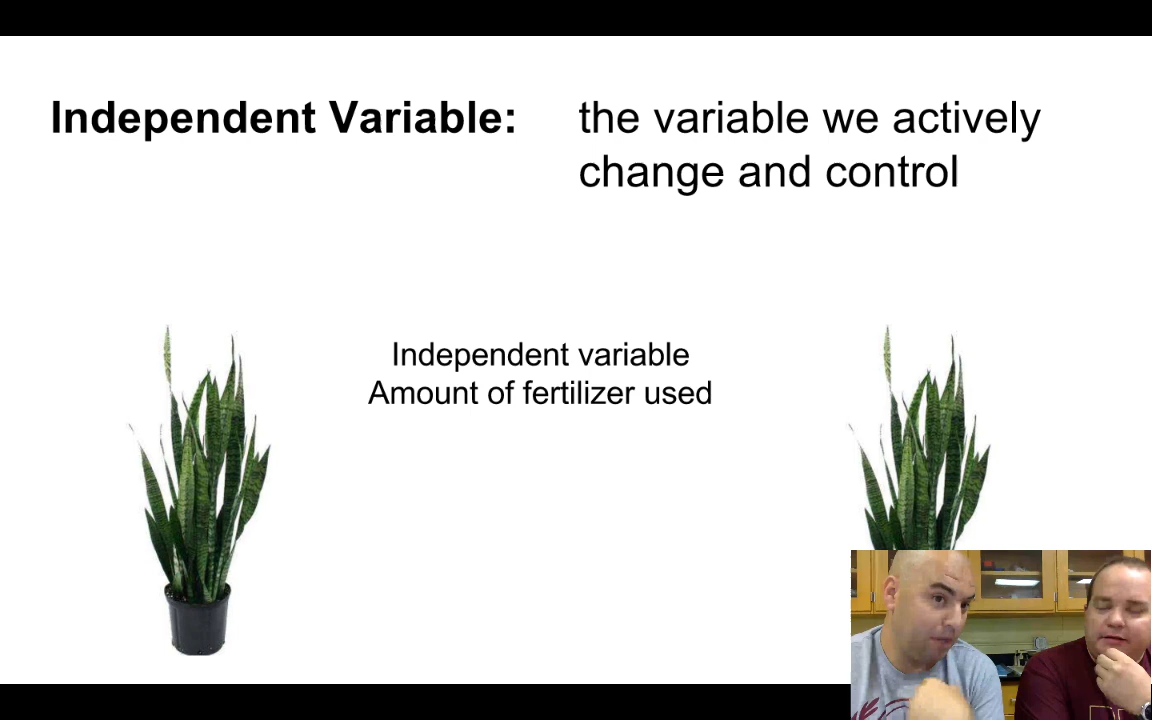 Independent Variable: the variable we actively
change and control
Independent variable
Amount of fertilizer used